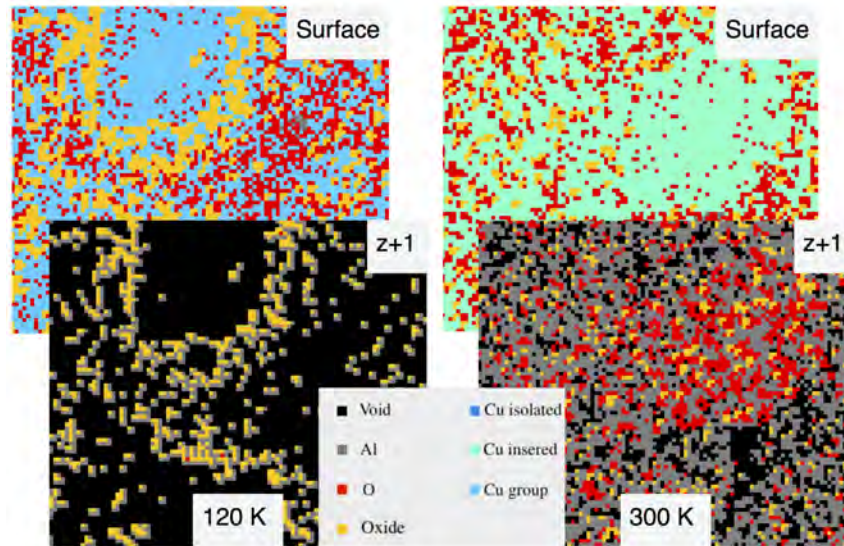 Surface
Surface
z+1
z+1
Void
Cu isolated
Al
Cu insered
O
Cu group
Oxide
120 K
300 K